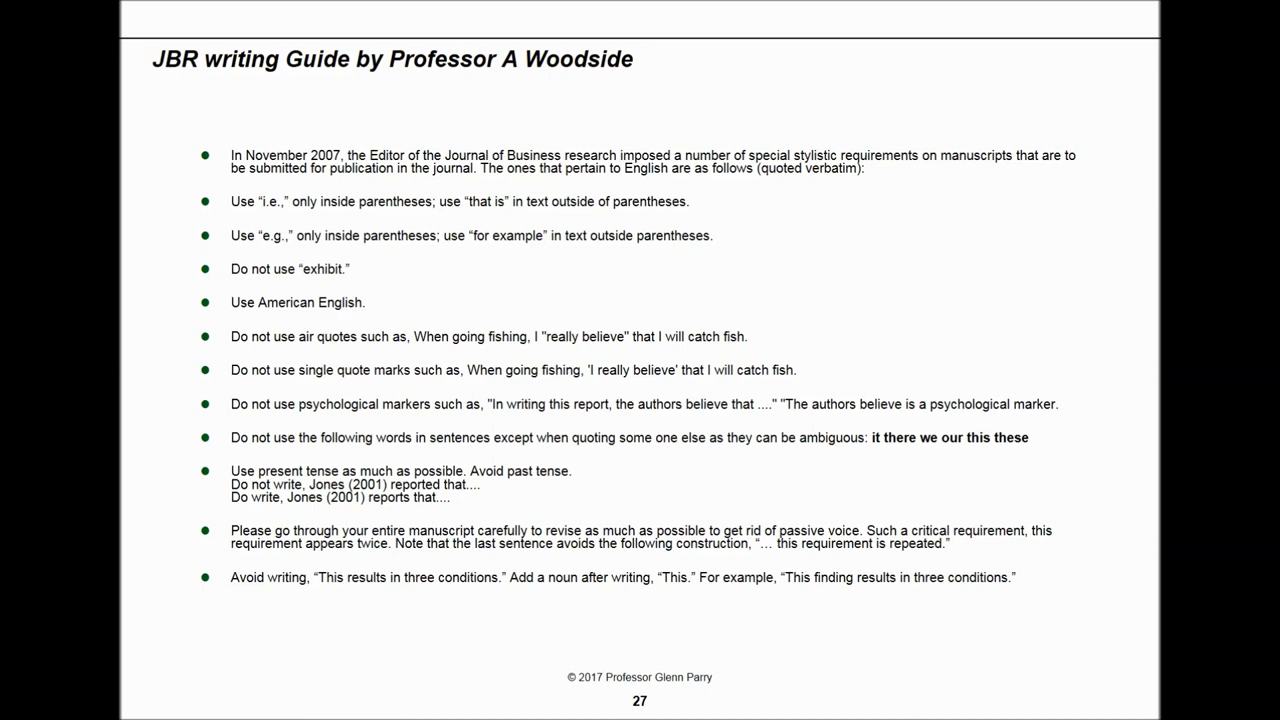 JBR writing Guide by Professor A Woodside
● In November 2007, the Editor of the Journal of Business research imposed a number of special stylistic requirements on manuscripts that are to
be submitted for publication in the journal. The ones that pertain to English are as follows (quoted verbatim):
● Use “i.e.,” only inside parentheses; use “that is” in text outside of parentheses.
● Use “e.g.,” only inside parentheses; use “for example” in text outside parentheses.
● Do not use “exhibit.”
● Use American English.
● Do not use air quotes such as, When going fishing, I "really believe" that I will catch fish.
● Do not use single quote marks such as, When going fishing, 'I really believe' that I will catch fish.
● Do not use psychological markers such as, "In writing this report, the authors believe that ...." "The authors believe is a psychological marker.
● Do not use the following words in sentences except when quoting some one else as they can be ambiguous: it there we our this these
● Use present tense as much as possible. Avoid past tense.
Do not write, Jones (2001) reported that....
Do write, Jones (2001) reports that....
● Please go through your entire manuscript carefully to revise as much as possible to get rid of passive voice. Such a critical requirement, this
requirement appears twice. Note that the last sentence avoids the following construction, “… this requirement is repeated.”
● Avoid writing, “This results in three conditions.” Add a noun after writing, “This.” For example, “This finding results in three conditions.”
© 2017 Professor Glenn Parry
27